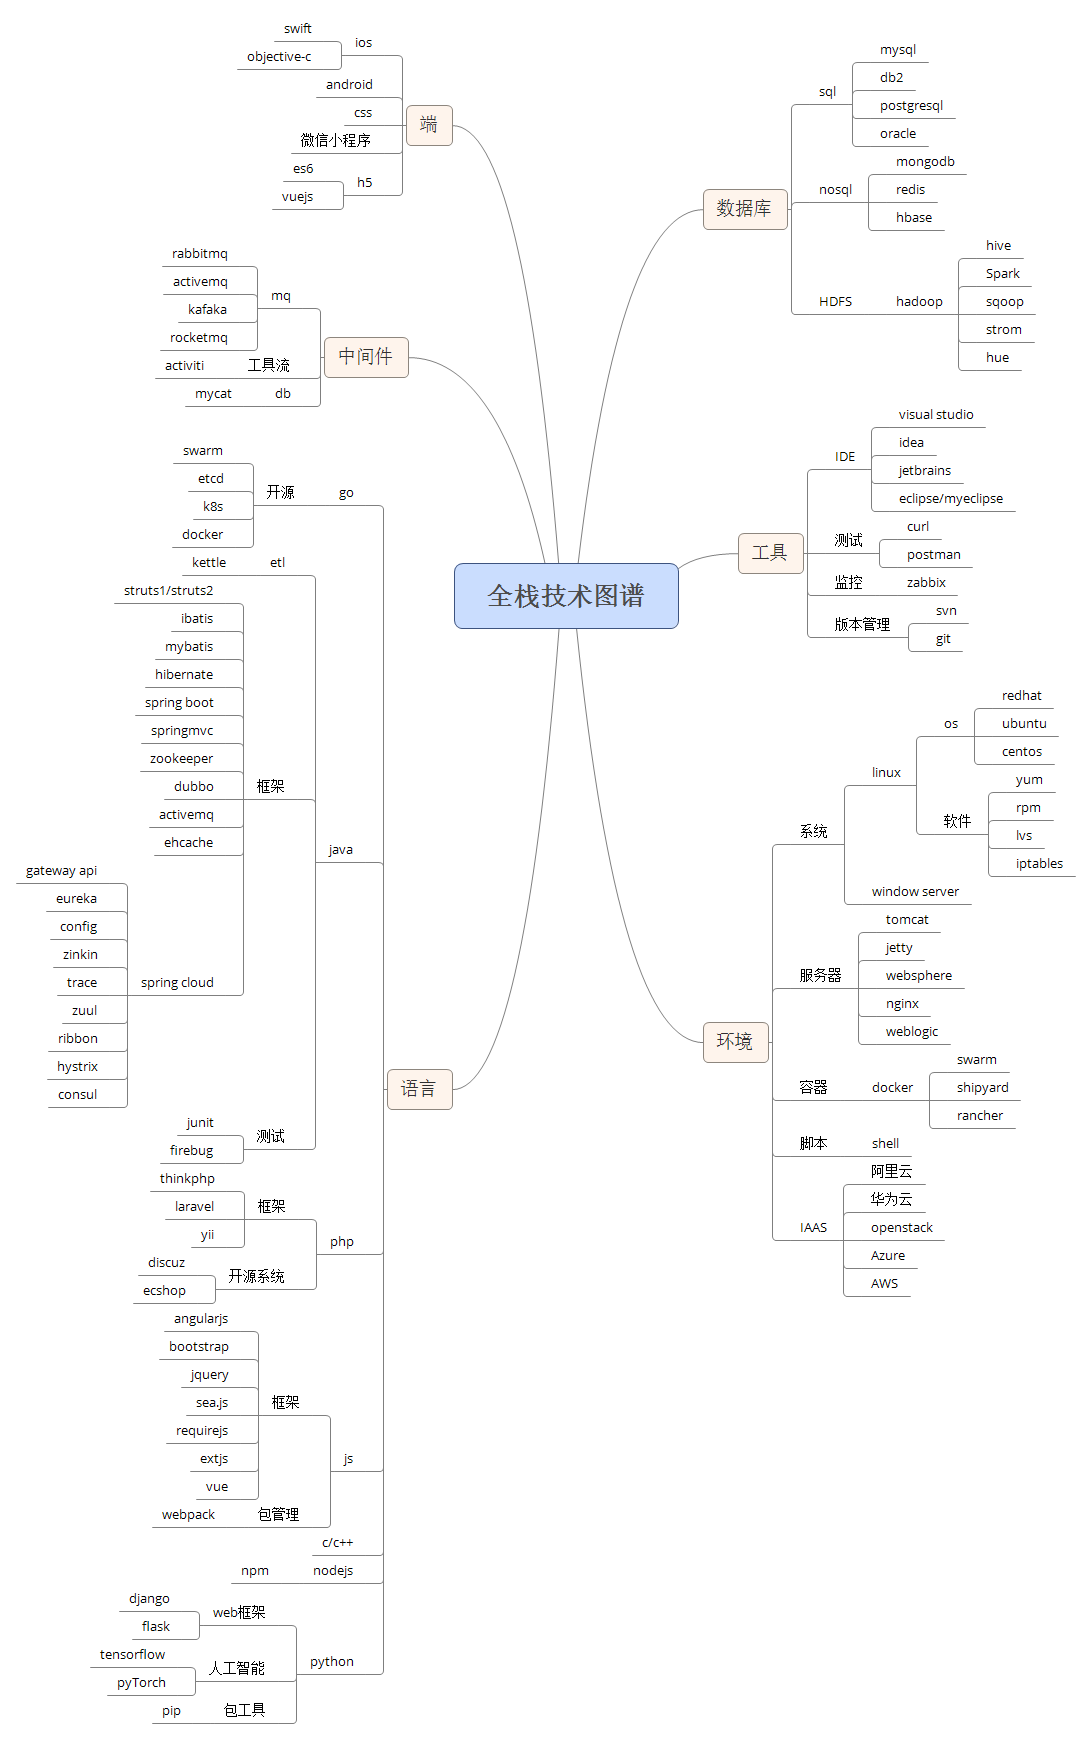 全栈技术图谱
端
ios
swift
objective-c
android
css
微信小程序
h5
es6
vuejs
中间件
mq
rabbitmq
activemq
kafaka
rocketmq
工具流
activiti
db
mycat
语言
go
开源
swarm
etcd
k8s
docker
java
etl
kettle
框架
struts1/struts2
ibatis
mybatis
hibernate
spring boot
springmvc
zookeeper
dubbo
activemq
ehcache
spring cloud
gateway api
eureka
config
zinkin
trace
zuul
ribbon
hystrix
consul
测试
junit
firebug
php
框架
thinkphp
laravel
yii
开源系统
discuz
ecshop
js
框架
angularjs
bootstrap
jquery
sea.js
requirejs
extjs
vue
包管理
webpack
c/c++
nodejs
npm
python
web框架
django
flask
人工智能
tensorflow
pyTorch
包工具
pip
数据库
sql
mysql
db2
postgresql
oracle
nosql
mongodb
redis
hbase
HDFS
hadoop
hive
Spark
sqoop
strom
hue
工具
IDE
visual studio
idea
jetbrains
eclipse/myeclipse
测试
curl
postman
监控
zabbix
版本管理
svn
git
环境
系统
linux
os
redhat
ubuntu
centos
软件
yum
rpm
lvs
iptables
window server
服务器
tomcat
jetty
websphere
nginx
weblogic
容器
docker
swarm
shipyard
rancher
脚本
shell
IAAS
阿里云
华为云
openstack
Azure
AWS